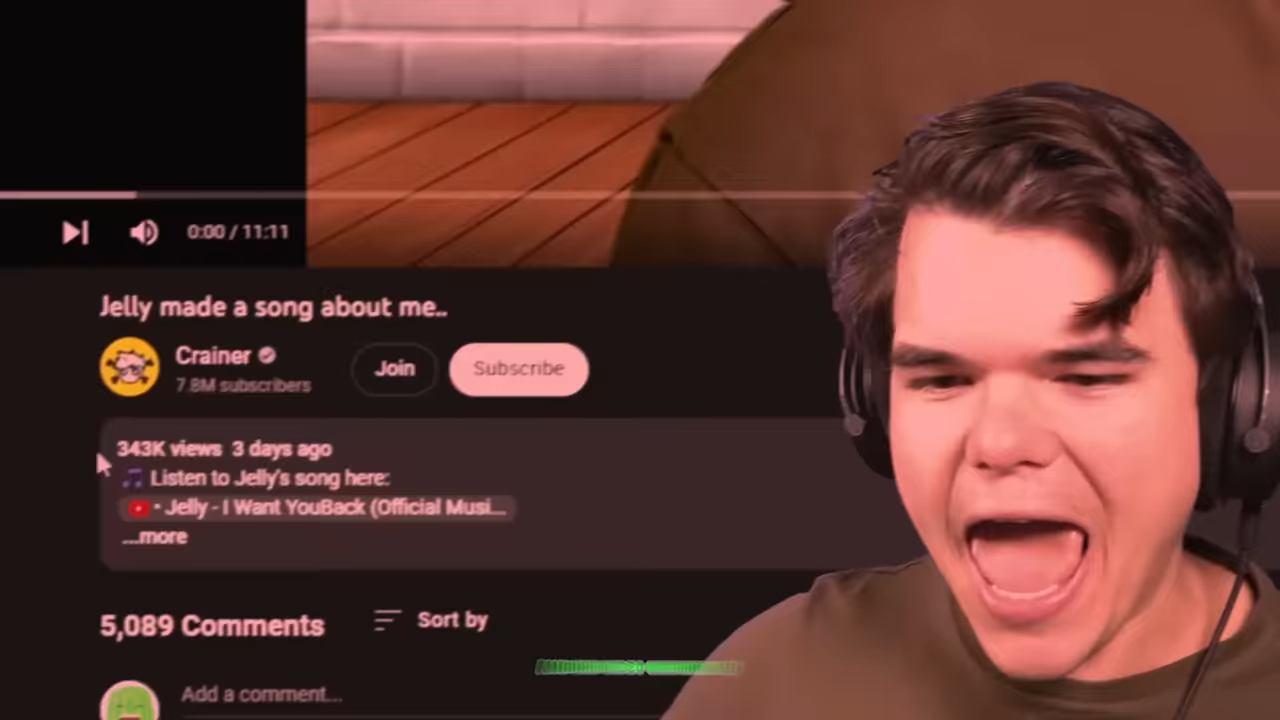 0:00 / 11:11
Jelly made a song about me..
Crainer
7.8M subscribers
Join
Subscribe
343K views 3 days ago
Listen to Jelly's song here:
• Jelly - I Want YouBack (Official Musi...
...more
5,089 Comments
Sort by
Add a comment...